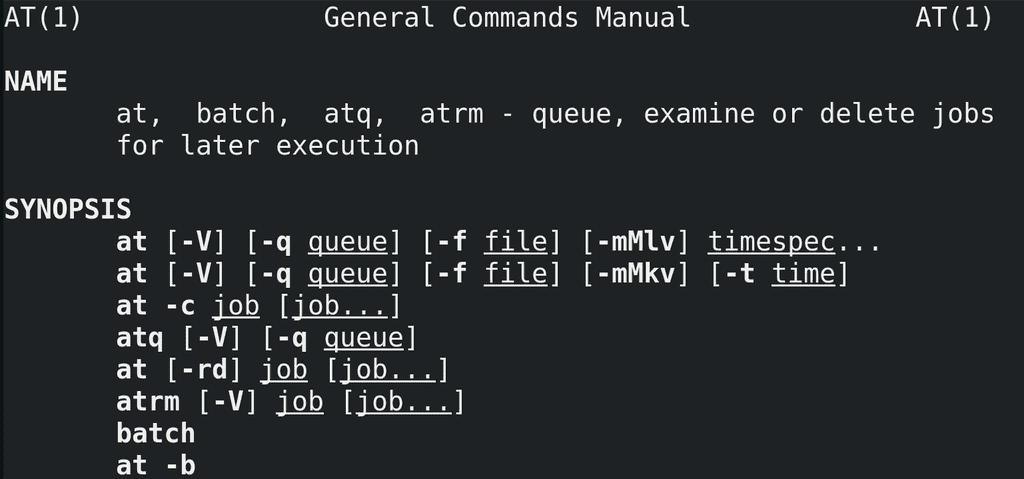 AT(1) General Commands Manual AT(1)
NAME
at, batch, atq, atrm - queue, examine or delete jobs
for later execution
SYNOPSIS
at [-V] [-q queue] [-f file] [-mMlv] timespec...
at [-V] [-q queue] [-f file] [-mMkv] [-t time]
at -c job [job...]
atq [-V] [-q queue]
at [-rd] job [job...]
atrm [-V] job [job...]
batch
at -b